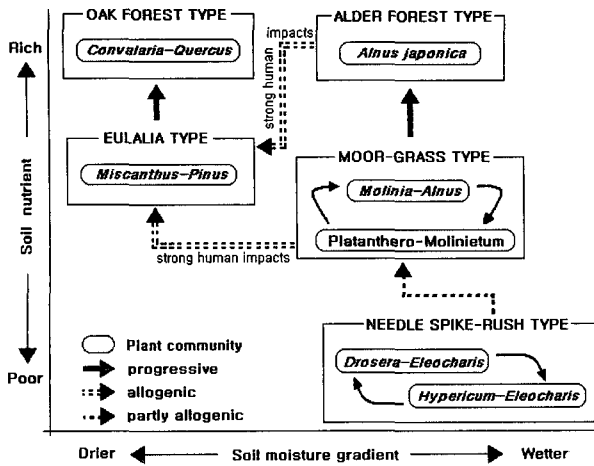 OAK FOREST TYPE
Convalaria-Quercus
ALDER FOREST TYPE
Alnus japonica
impacts
strong human
EULALIA TYPE
Miscanthus-Pinus
MOOR-GRASS TYPE
Molinia-Alnus
Platanthero-Molinietum
strong human impacts
NEEDLE SPIKE-RUSH TYPE
Drosera-Eleocharis
Hypericum-Eleocharis
Plant community
progressive
allogenic
partly allogenic
Rich
Soil nutrient
Poor
Drier
Soil moisture gradient
Wetter